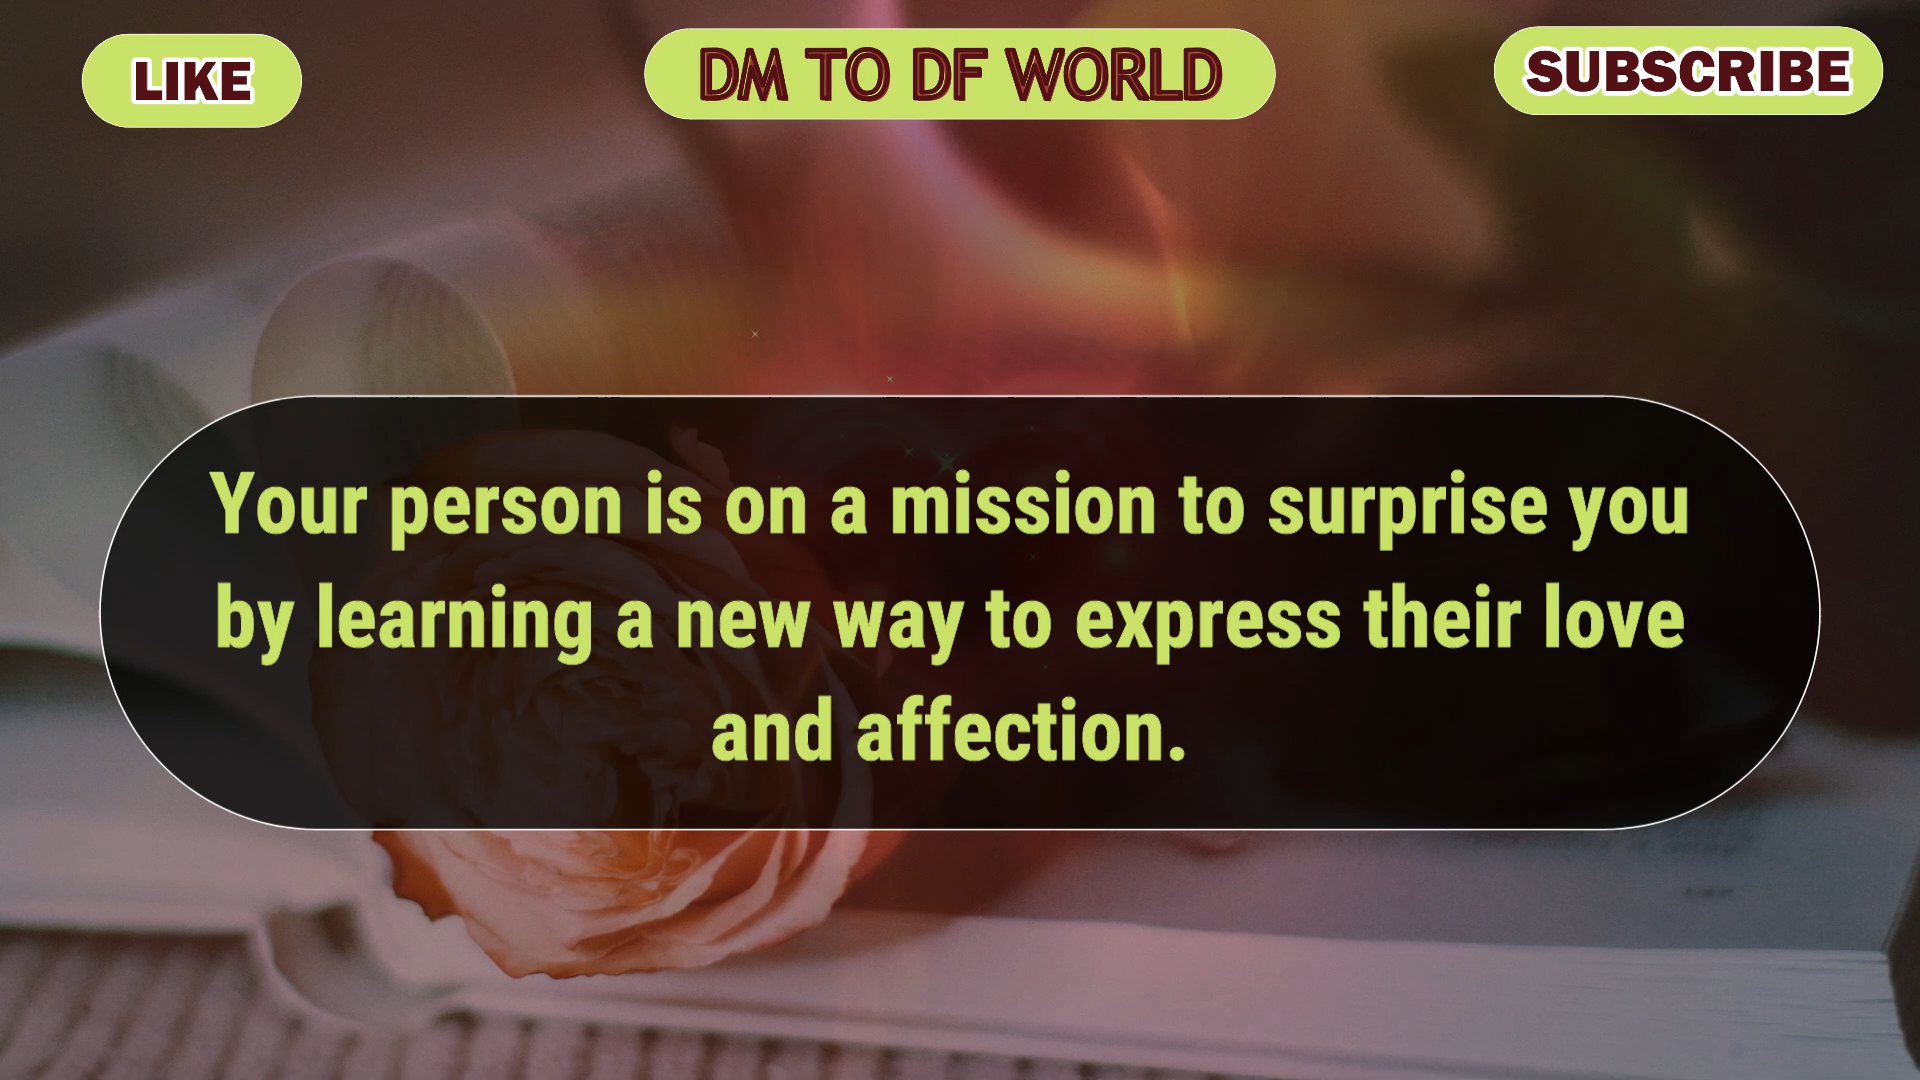 LIKE
DM TO DF WORLD
SUBSCRIBE
Your person is on a mission to surprise you
by learning a new way to express their love
and affection.